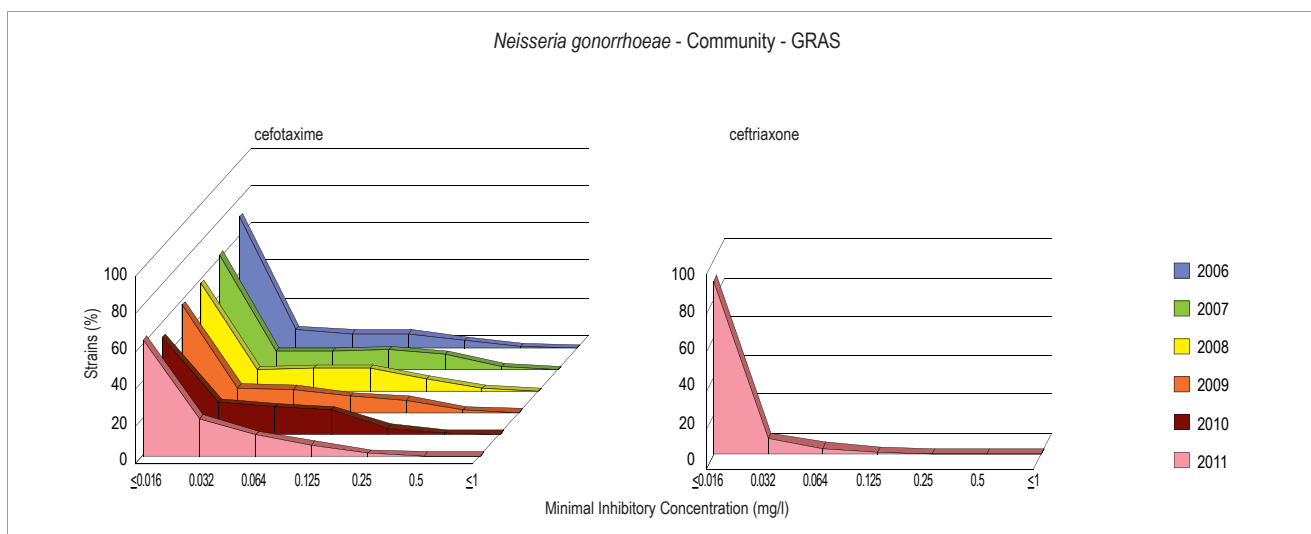 Neisseria gonorrhoeae - Community - GRAS
cefotaxime
ceftriaxone
Strains (%)
100
80
60
40
20
0
≤0.016 0.032 0.064 0.125 0.25 0.5 ≤1
100
80
60
40
20
0
≤0.016 0.032 0.064 0.125 0.25 0.5 ≤1
Minimal Inhibitory Concentration (mg/l)
2006
2007
2008
2009
2010
2011